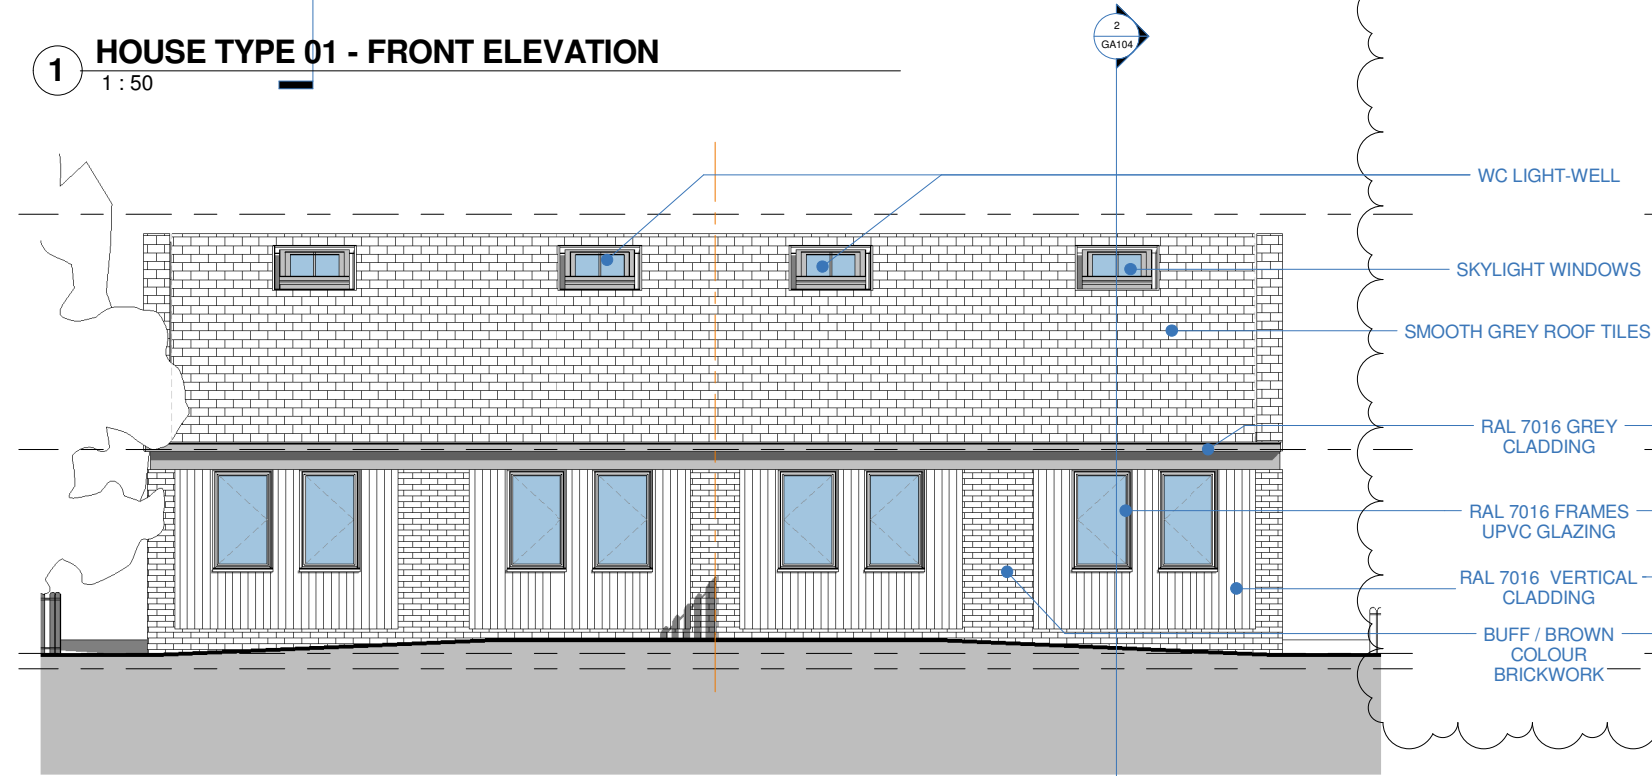 1
HOUSE TYPE 01 - FRONT ELEVATION
1 : 50
2
GA104
WC LIGHT-WELL
SKYLIGHT WINDOWS
SMOOTH GREY ROOF TILES
RAL 7016 GREY
CLADDING
RAL 7016 FRAMES
UPVC GLAZING
RAL 7016 VERTICAL
CLADDING
BUFF / BROWN
COLOUR
BRICKWORK